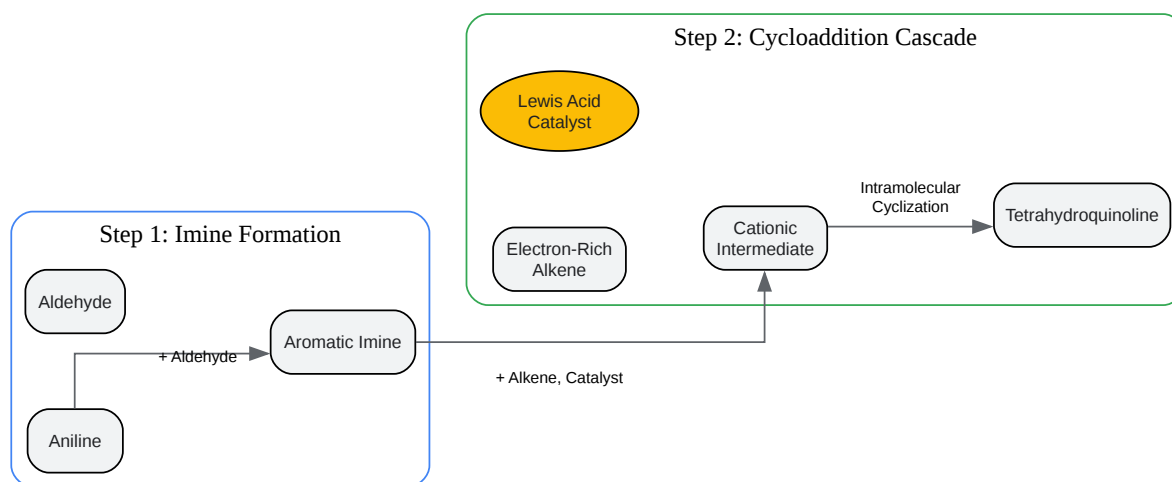 Step 1: Imine Formation
Aldehyde
+ Aldehyde
Aniline
Aromatic Imine
+ Alkene, Catalyst
Step 2: Cycloaddition Cascade
Lewis Acid
Catalyst
Electron-Rich
Alkene
Cationic
Intermediate
Intramolecular
Cyclization
Tetrahydroquinoline